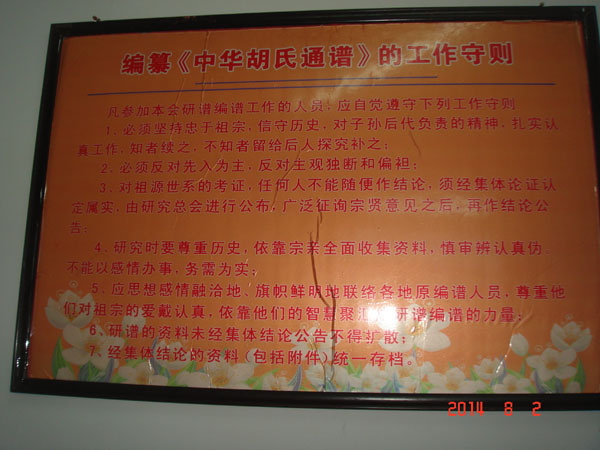 编纂《中华胡氏通谱》的工作守则
凡参加本会研谱编谱工作的人员，应自觉遵守下列工作守则
1、必须坚持忠于祖宗，信守历史，对子孙后代负责的精神，扎实认
真工作，知者续之，不知者留给后人探究补之；
2、必须反对先入为主，反对主观独断和偏袒；
3、对祖源世系的考证，任何人不能随便作结论，须经集体论证认
定属实，由研究总会进行公布，广泛征询宗贤意见之后，再作结论公
告；
4、研究时要尊重历史，依靠宗亲全面收集资料，慎审辨认真伪，
不能以感情办事，务需为实；
5、应思想感情融洽地、旗帜鲜明地联络各地原编谱人员，尊重他
们对祖宗的爱戴认真，依靠他们的智慧聚汇研谱编谱的力量；
6、研谱的资料未经集体结论公告不得扩散；
7、经集体结论的资料（包括附件）统一存档。
2014 8 2